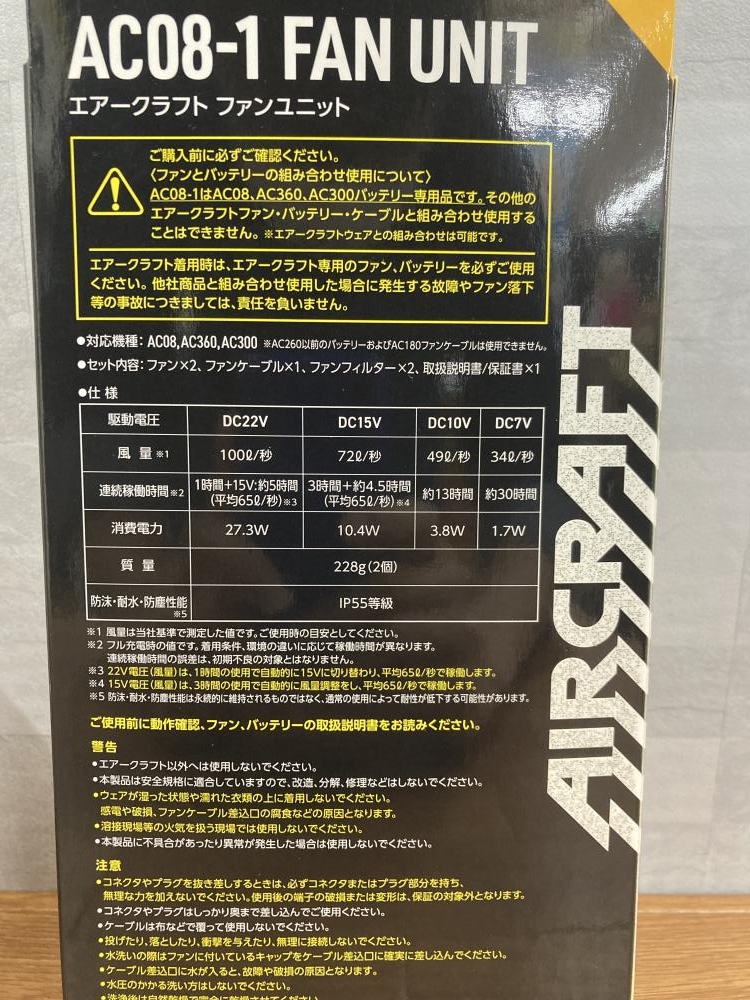 AC08-1 FAN UNIT
エアークラフト ファンユニット
ご購入前に必ずご確認ください。
〈ファンとバッテリーの組み合わせ使用について〉
AC08-1はAC08、AC360、AC300バッテリー専用品です。その他の
エアークラフトファン・バッテリー・ケーブルと組み合わせ使用する
ことはできません。※エアークラフトウェアとの組み合わせは可能です。
エアークラフト着用時は、エアークラフト専用のファン、バッテリーを必ずご使用
ください。他社商品と組み合わせ使用した場合に発生する故障やファン落下
等の事故につきましては、責任を負いません。
●対応機種：AC08,AC360,AC300 ※AC260以前のバッテリーおよびAC180ファンケーブルは使用できません。
●セット内容：ファン×2、ファンケーブル×1、ファンフィルター×2、取扱説明書/保証書×1
●仕様
駆動電圧 DC22V DC15V DC10V DC7V
風量※1 100ℓ/秒 72ℓ/秒 49ℓ/秒 34ℓ/秒
連続稼働時間※2 1時間+15V:約5時間 (平均65ℓ/秒)※3 3時間+約4.5時間 (平均65ℓ/秒)※4 約13時間 約30時間
消費電力 27.3W 10.4W 3.8W 1.7W
質量 228g(2個)
防沫・耐水・防塵性能※5 IP55等級
※1 風量は当社基準で測定した値です。ご使用時の目安としてください。
※2 フル充電時の値です。着用条件、環境の違いに応じて稼働時間が異なります。
連続稼働時間の誤差は、初期不良の対象とはなりません。
※3 22V電圧(風量)は、1時間の使用で自動的に15Vに切り替わり、平均65ℓ/秒で稼働します。
※4 15V電圧(風量)は、3時間の使用で自動的に風量調整をし、平均65ℓ/秒で稼働します。
※5 防沫・耐水・防塵性能は永続的に維持されるものではなく、通常の使用によって耐性が低下する可能性があります。
ご使用前に動作確認、ファン、バッテリーの取扱説明書をお読みください。
警告
●エアークラフト以外へは使用しないでください。
●本製品は安全規格に適合していますので、改造、分解、修理などはしないでください。
●ウェアが湿った状態や濡れた衣類の上に着用しないでください。
感電や破損、ファンケーブル差込口の腐食などの原因となります。
●溶接現場等の火気を扱う現場では使用しないでください。
●本製品に不具合があったり異常が発生した場合は使用しないでください。
注意
●コネクタやプラグを抜き差しするときは、必ずコネクタまたはプラグ部分を持ち、
無理な力を加えないでください。使用後の端子の破損または変形は、保証の対象外となります。
●コネクタやプラグはしっかり奥まで差し込んでご使用ください。
●ケーブルは布などで覆って使用しないでください。
●投げたり、落としたり、衝撃を与えたり、無理に接続しないでください。
●水洗いの際はファンに付いているキャップをケーブル差込口に確実に差し込んでください。
●ケーブル差込口に水が入ると、故障や破損の原因となります。
●水圧のかかる洗い方はしないでください。
●洗浄後は自然乾燥で完全に乾燥させてください。
AIRCRAFT